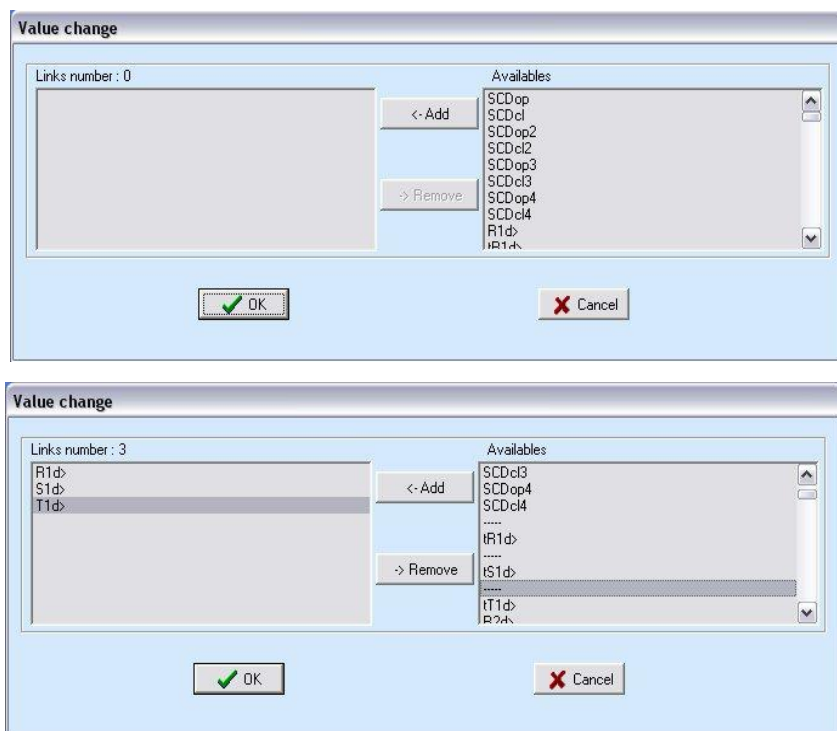 Value change
Links number : 0
Availables
<- Add
-> Remove
SCDop
SCDcl
SCDop2
SCDcl2
SCDop3
SCDcl3
SCDop4
SCDcl4
R1d>
tR1d>
OK
Cancel
Value change
Links number : 3
Availables
R1d>
S1d>
T1d>
<- Add
-> Remove
SCDcl3
SCDop4
SCDcl4
-----
tR1d>
-----
tS1d>
-----
tT1d>
R2d>
OK
Cancel